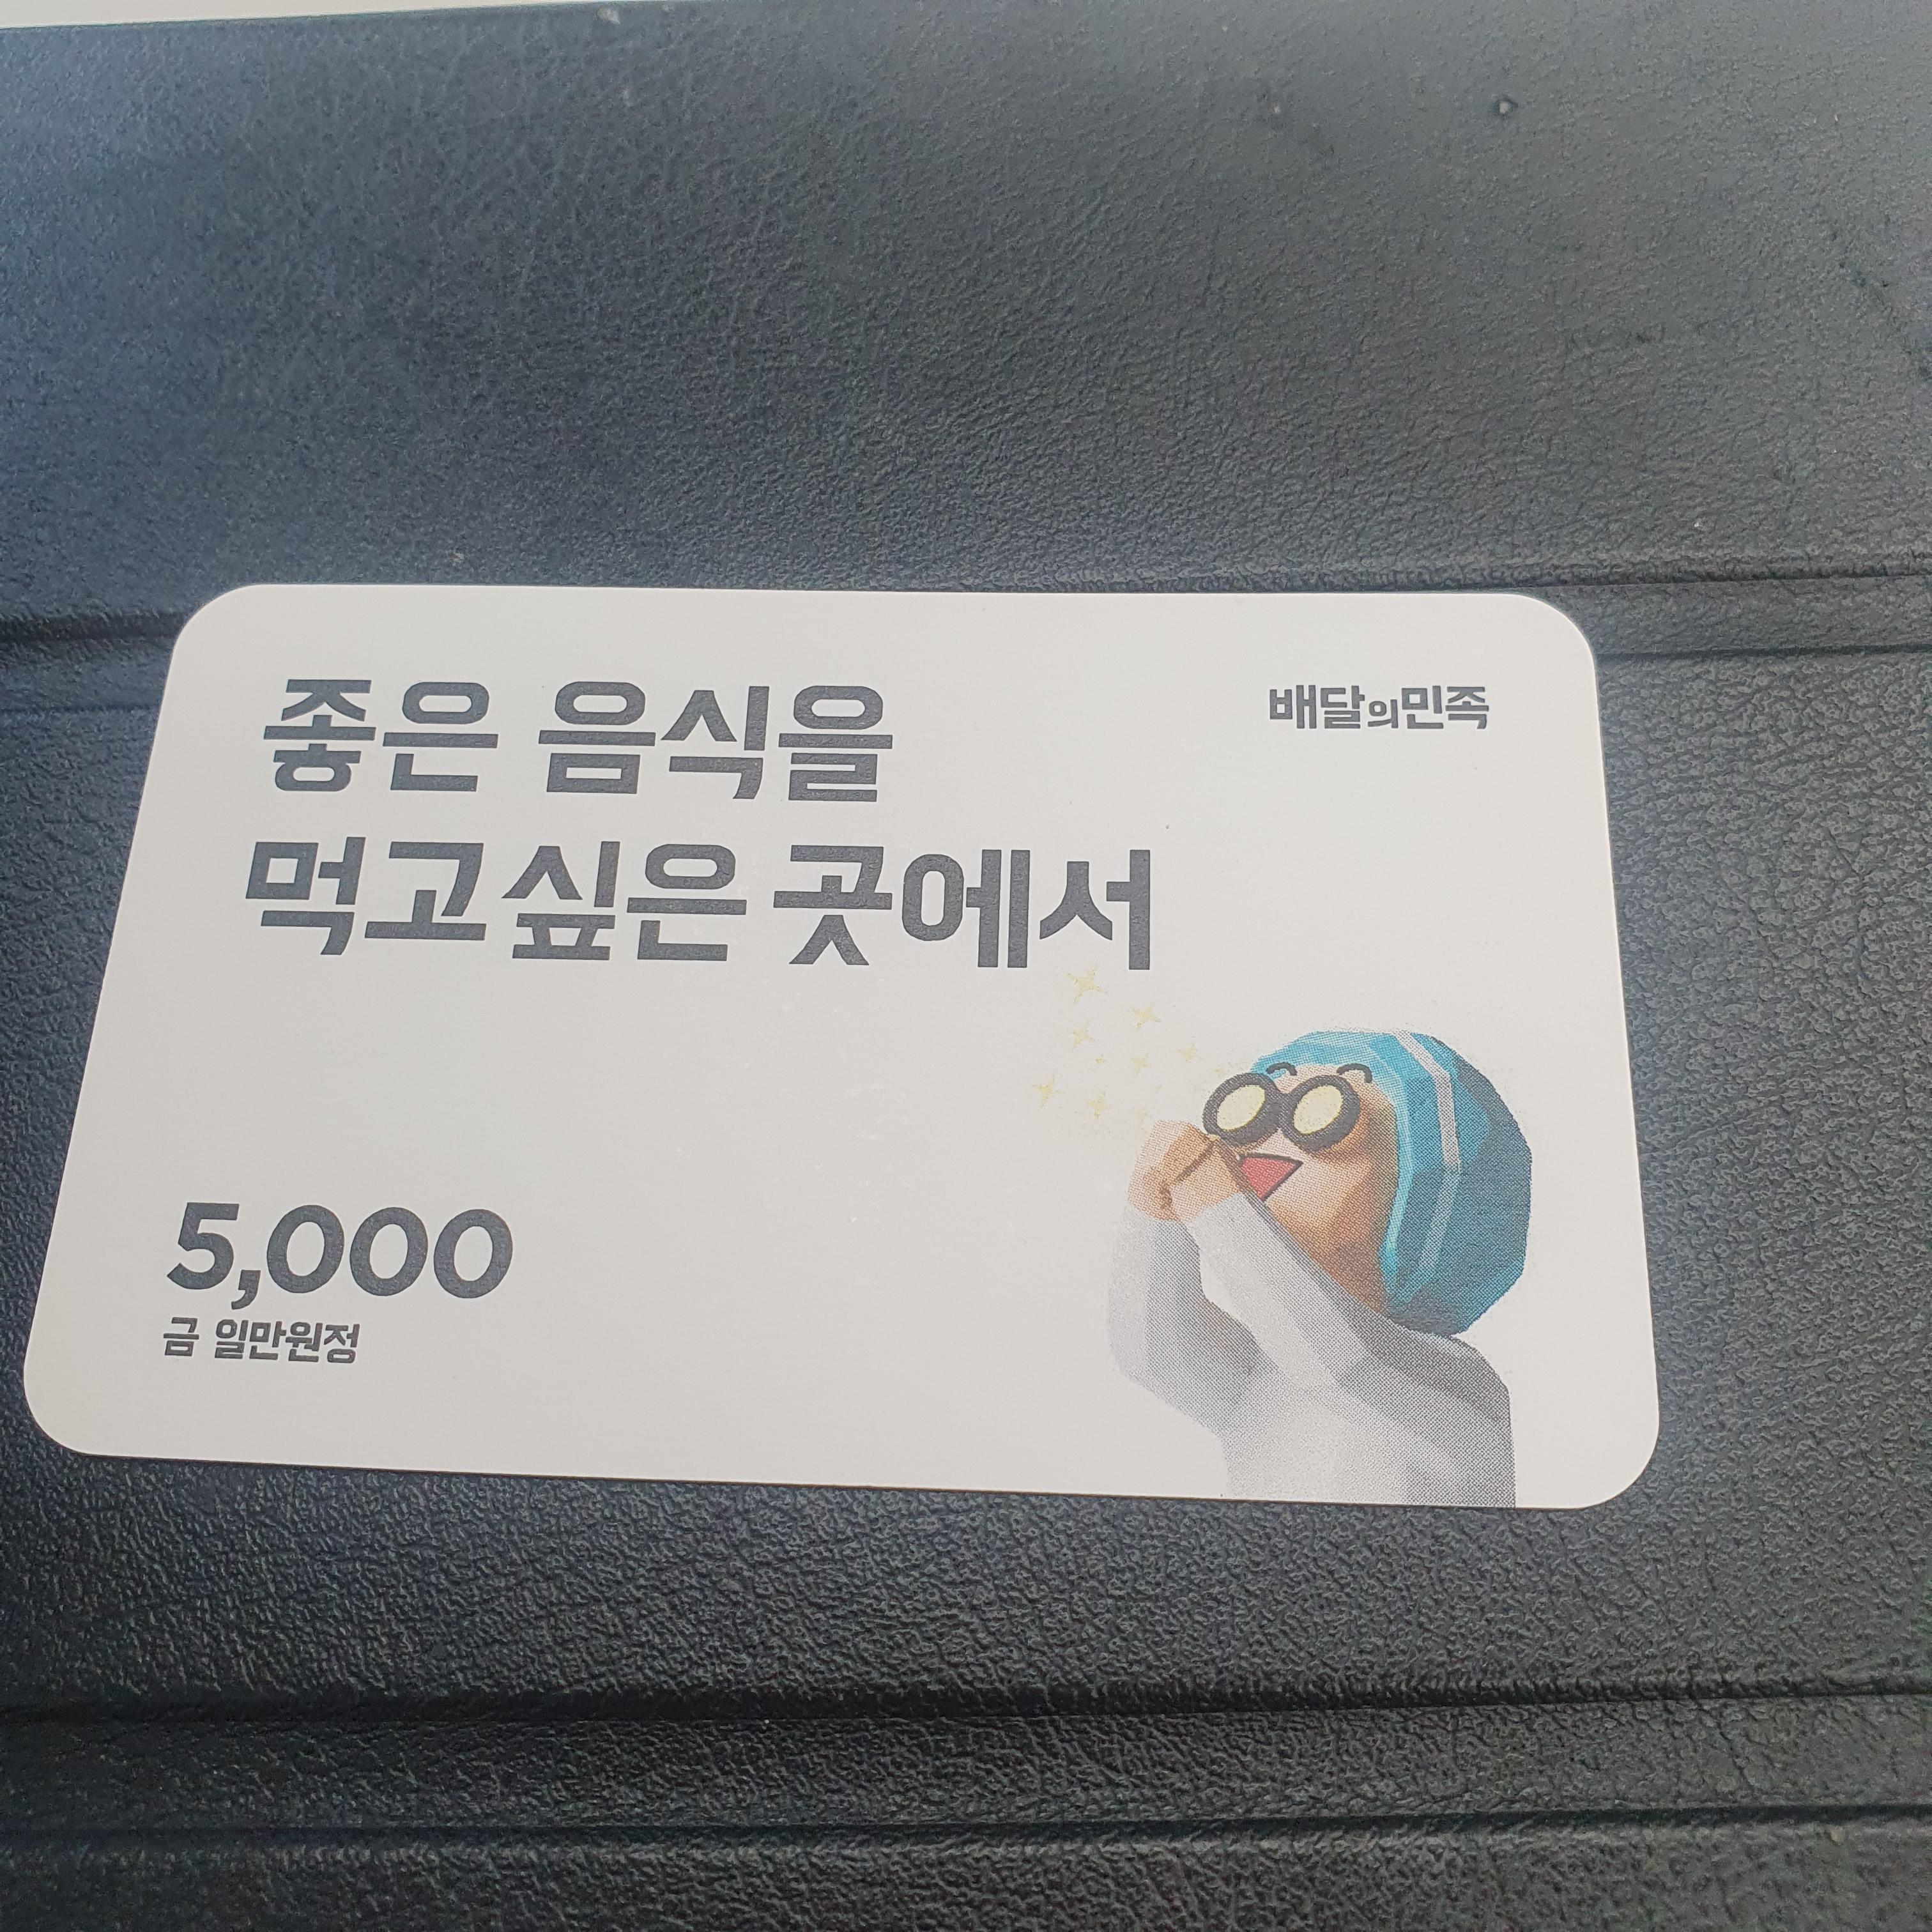 좋은 음식을
먹고싶은 곳에서
배달의민족
5,000
금 일만원정